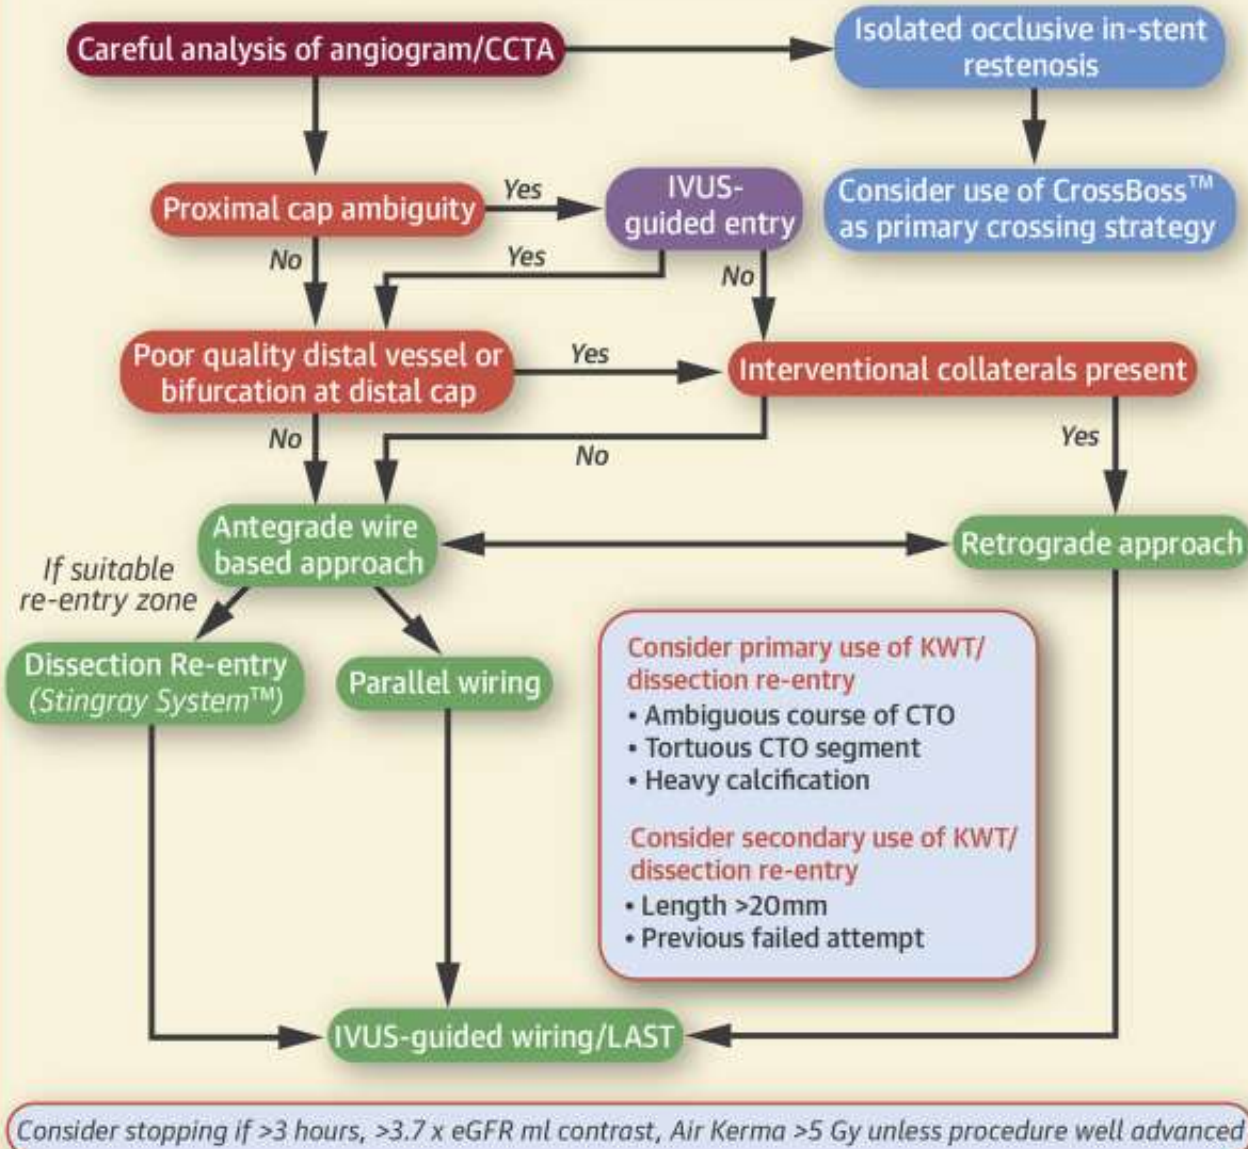 Careful analysis of angiogram/CCTA
Isolated occlusive in-stent
restenosis
Proximal cap ambiguity
Yes
IVUS-
guided entry
Consider use of CrossBoss™
as primary crossing strategy
No
Yes
No
Poor quality distal vessel or
bifurcation at distal cap
Yes
Interventional collaterals present
No
No
Yes
Antegrade wire
based approach
Retrograde approach
If suitable
re-entry zone
Dissection Re-entry
(Stingray System™)
Parallel wiring
Consider primary use of KWT/
dissection re-entry
• Ambiguous course of CTO
• Tortuous CTO segment
• Heavy calcification
Consider secondary use of KWT/
dissection re-entry
• Length >20mm
• Previous failed attempt
IVUS-guided wiring/LAST
Consider stopping if >3 hours, >3.7 x eGFR ml contrast, Air Kerma >5 Gy unless procedure well advanced